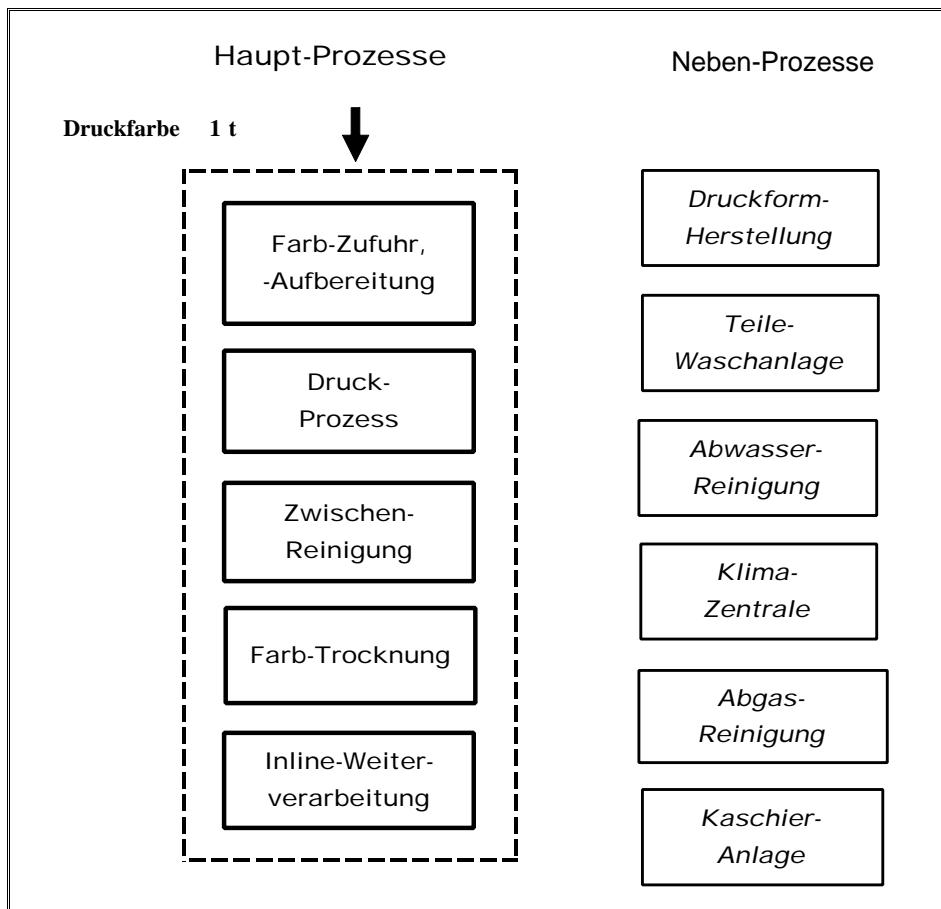 Haupt-Prozesse
Druckfarbe 1 t
Farb-Zufuhr,
-Aufbereitung
Druck-
Prozess
Zwischen-
Reinigung
Farb-Trocknung
Inline-Weiter-
verarbeitung
Neben-Prozesse
Druckform-
Herstellung
Teile-
Waschanlage
Abwasser-
Reinigung
Klima-
Zentrale
Abgas-
Reinigung
Kaschier-
Anlage